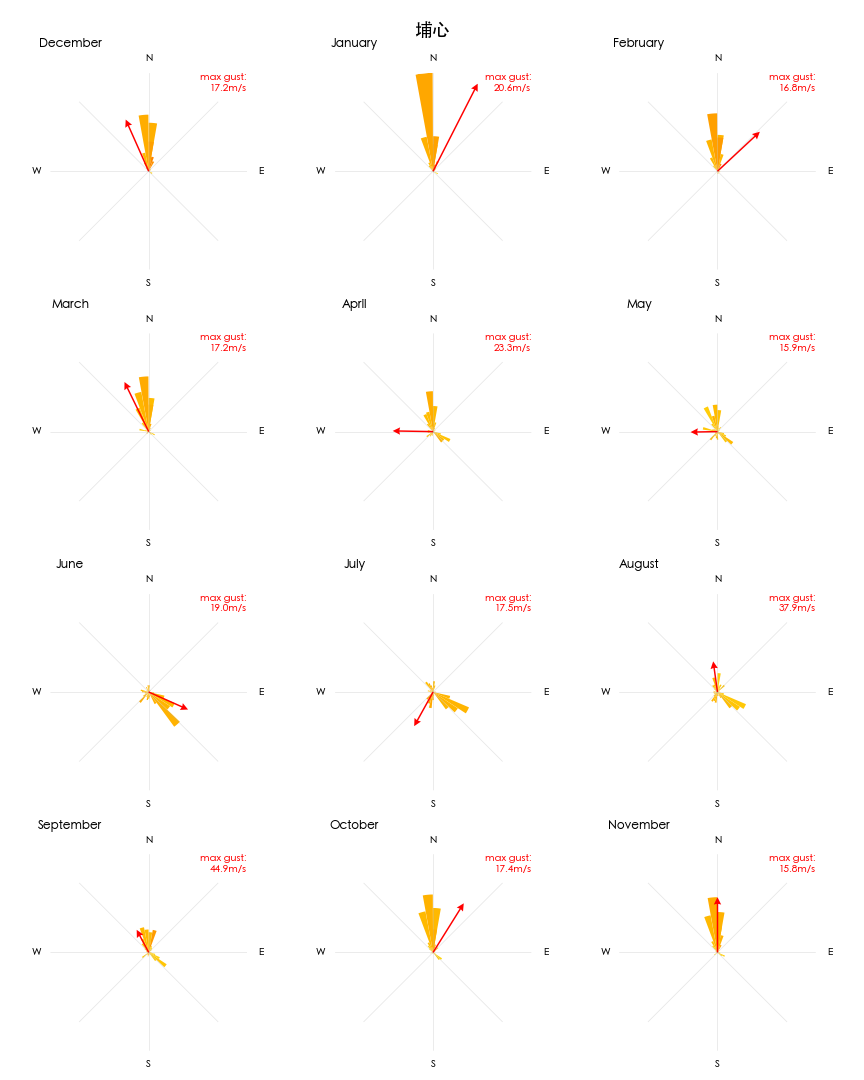 埔心
December
January
February
N
N
N
max gust:
17.2m/s
max gust:
20.6m/s
max gust:
16.8m/s
W
E
W
E
W
E
S
S
S
March
April
May
N
N
N
max gust:
17.2m/s
max gust:
23.3m/s
max gust:
15.9m/s
W
E
W
E
W
E
S
S
S
June
July
August
N
N
N
max gust:
19.0m/s
max gust:
17.5m/s
max gust:
37.9m/s
W
E
W
E
W
E
S
S
S
September
October
November
N
N
N
max gust:
44.9m/s
max gust:
17.4m/s
max gust:
15.8m/s
W
E
W
E
W
E
S
S
S